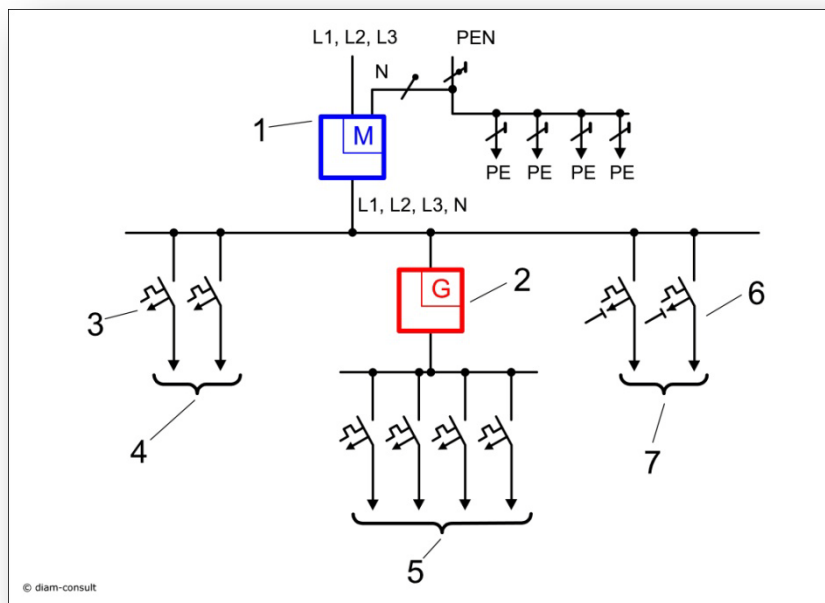 L1, L2, L3
PEN
N
1
M
PE PE PE PE
L1, L2, L3, N
G
2
3
6
4
7
5
© diam-consult